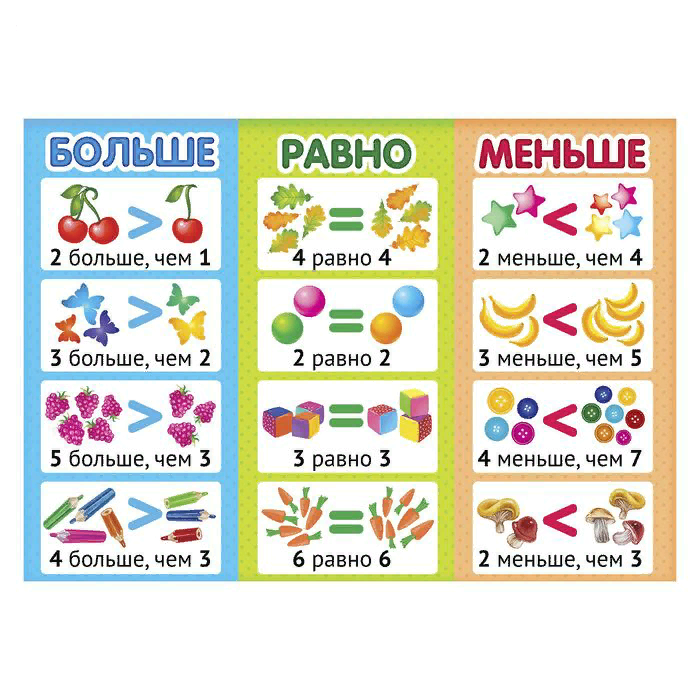 БОЛЬШЕ
>
2 больше, чем 1
>
3 больше, чем 2
>
5 больше, чем 3
>
4 больше, чем 3
РАВНО
=
4 равно 4
=
2 равно 2
=
3 равно 3
=
6 равно 6
МЕНЬШЕ
<
2 меньше, чем 4
<
3 меньше, чем 5
<
4 меньше, чем 7
<
2 меньше, чем 3